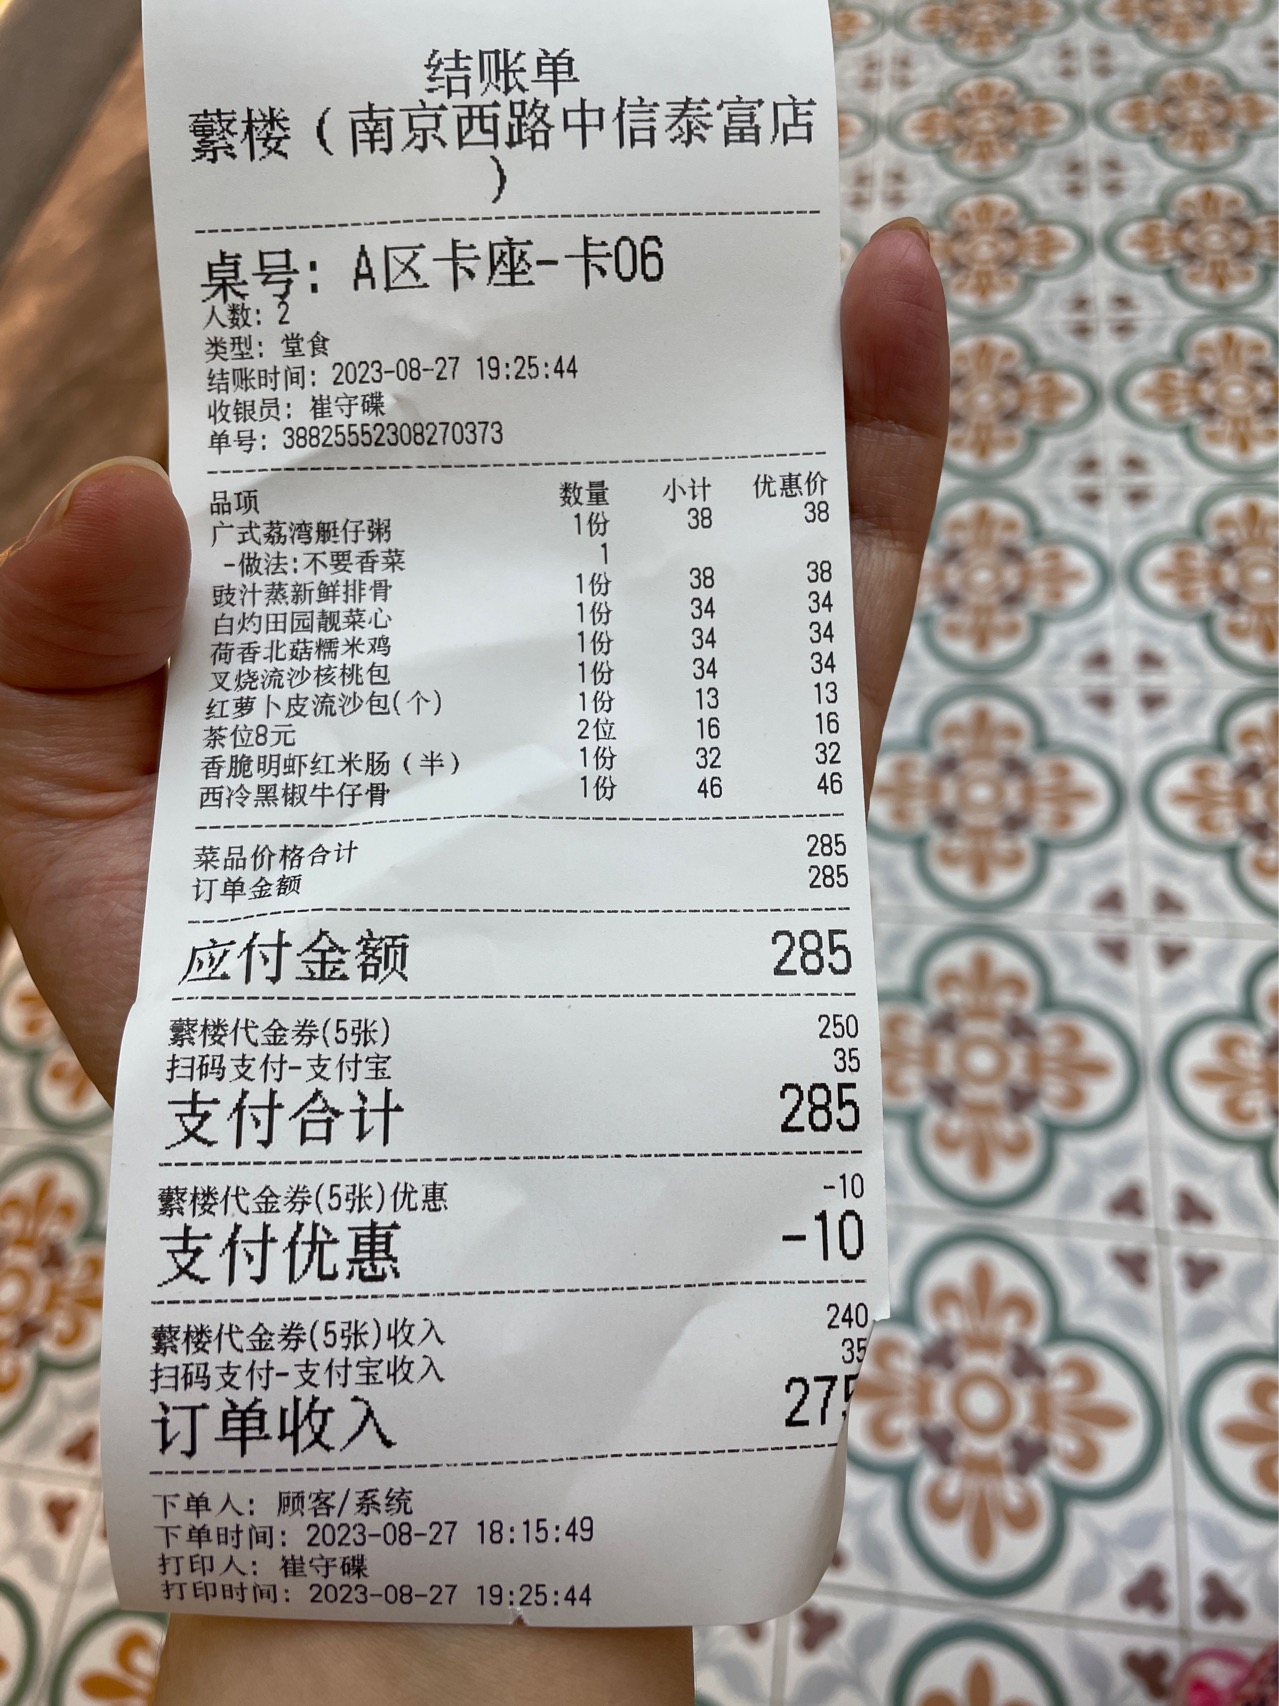 结账单
蘩楼（南京西路中信泰富店
）
桌号：A区卡座-卡06
人数：2
类型：堂食
结账时间：2023-08-27 19:25:44
收银员：崔守碟
单号：38825552308270373
品项 数量 小计 优惠价
广式荔湾艇仔粥 1份 38 38
-做法:不要香菜 1
豉汁蒸新鲜排骨 1份 38 38
白灼田园靓菜心 1份 34 34
荷香北菇糯米鸡 1份 34 34
叉烧流沙核桃包 1份 34 34
红萝卜皮流沙包(个) 1份 13 13
茶位8元 2位 16 16
香脆明虾红米肠（半） 1份 32 32
西冷黑椒牛仔骨 1份 46 46
菜品价格合计 285
订单金额 285
应付金额 285
蘩楼代金券(5张) 250
扫码支付-支付宝 35
支付合计 285
蘩楼代金券(5张)优惠 -10
支付优惠 -10
蘩楼代金券(5张)收入 240
扫码支付-支付宝收入 35
订单收入 275
下单人：顾客/系统
下单时间：2023-08-27 18:15:49
打印人：崔守碟
打印时间：2023-08-27 19:25:44